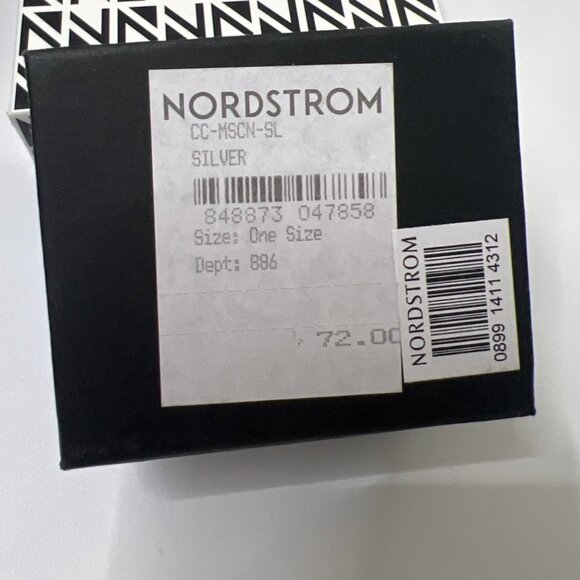 NORDSTROM
CC-MSCN-SL
SILVER
848873 047858
Size: One Size
Dept: 886
72.00
NORDSTROM
0899 1411 4312